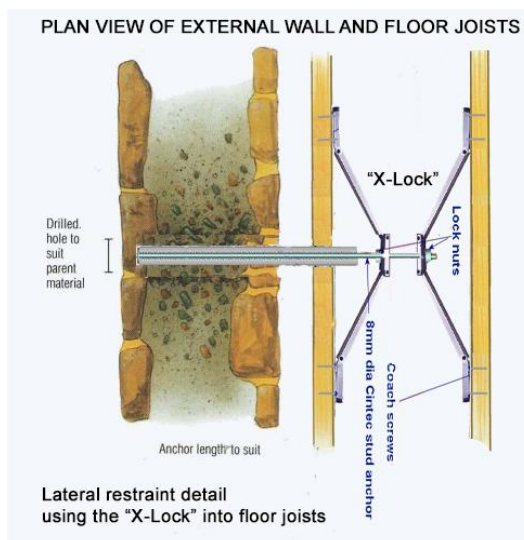 PLAN VIEW OF EXTERNAL WALL AND FLOOR JOISTS
"X-Lock"
Lock nuts
Drilled.
hole to
suit
parent
material
8mm dia Cintec stud anchor
Coach screws
Anchor length to suit
Lateral restraint detail
using the "X-Lock" into floor joists